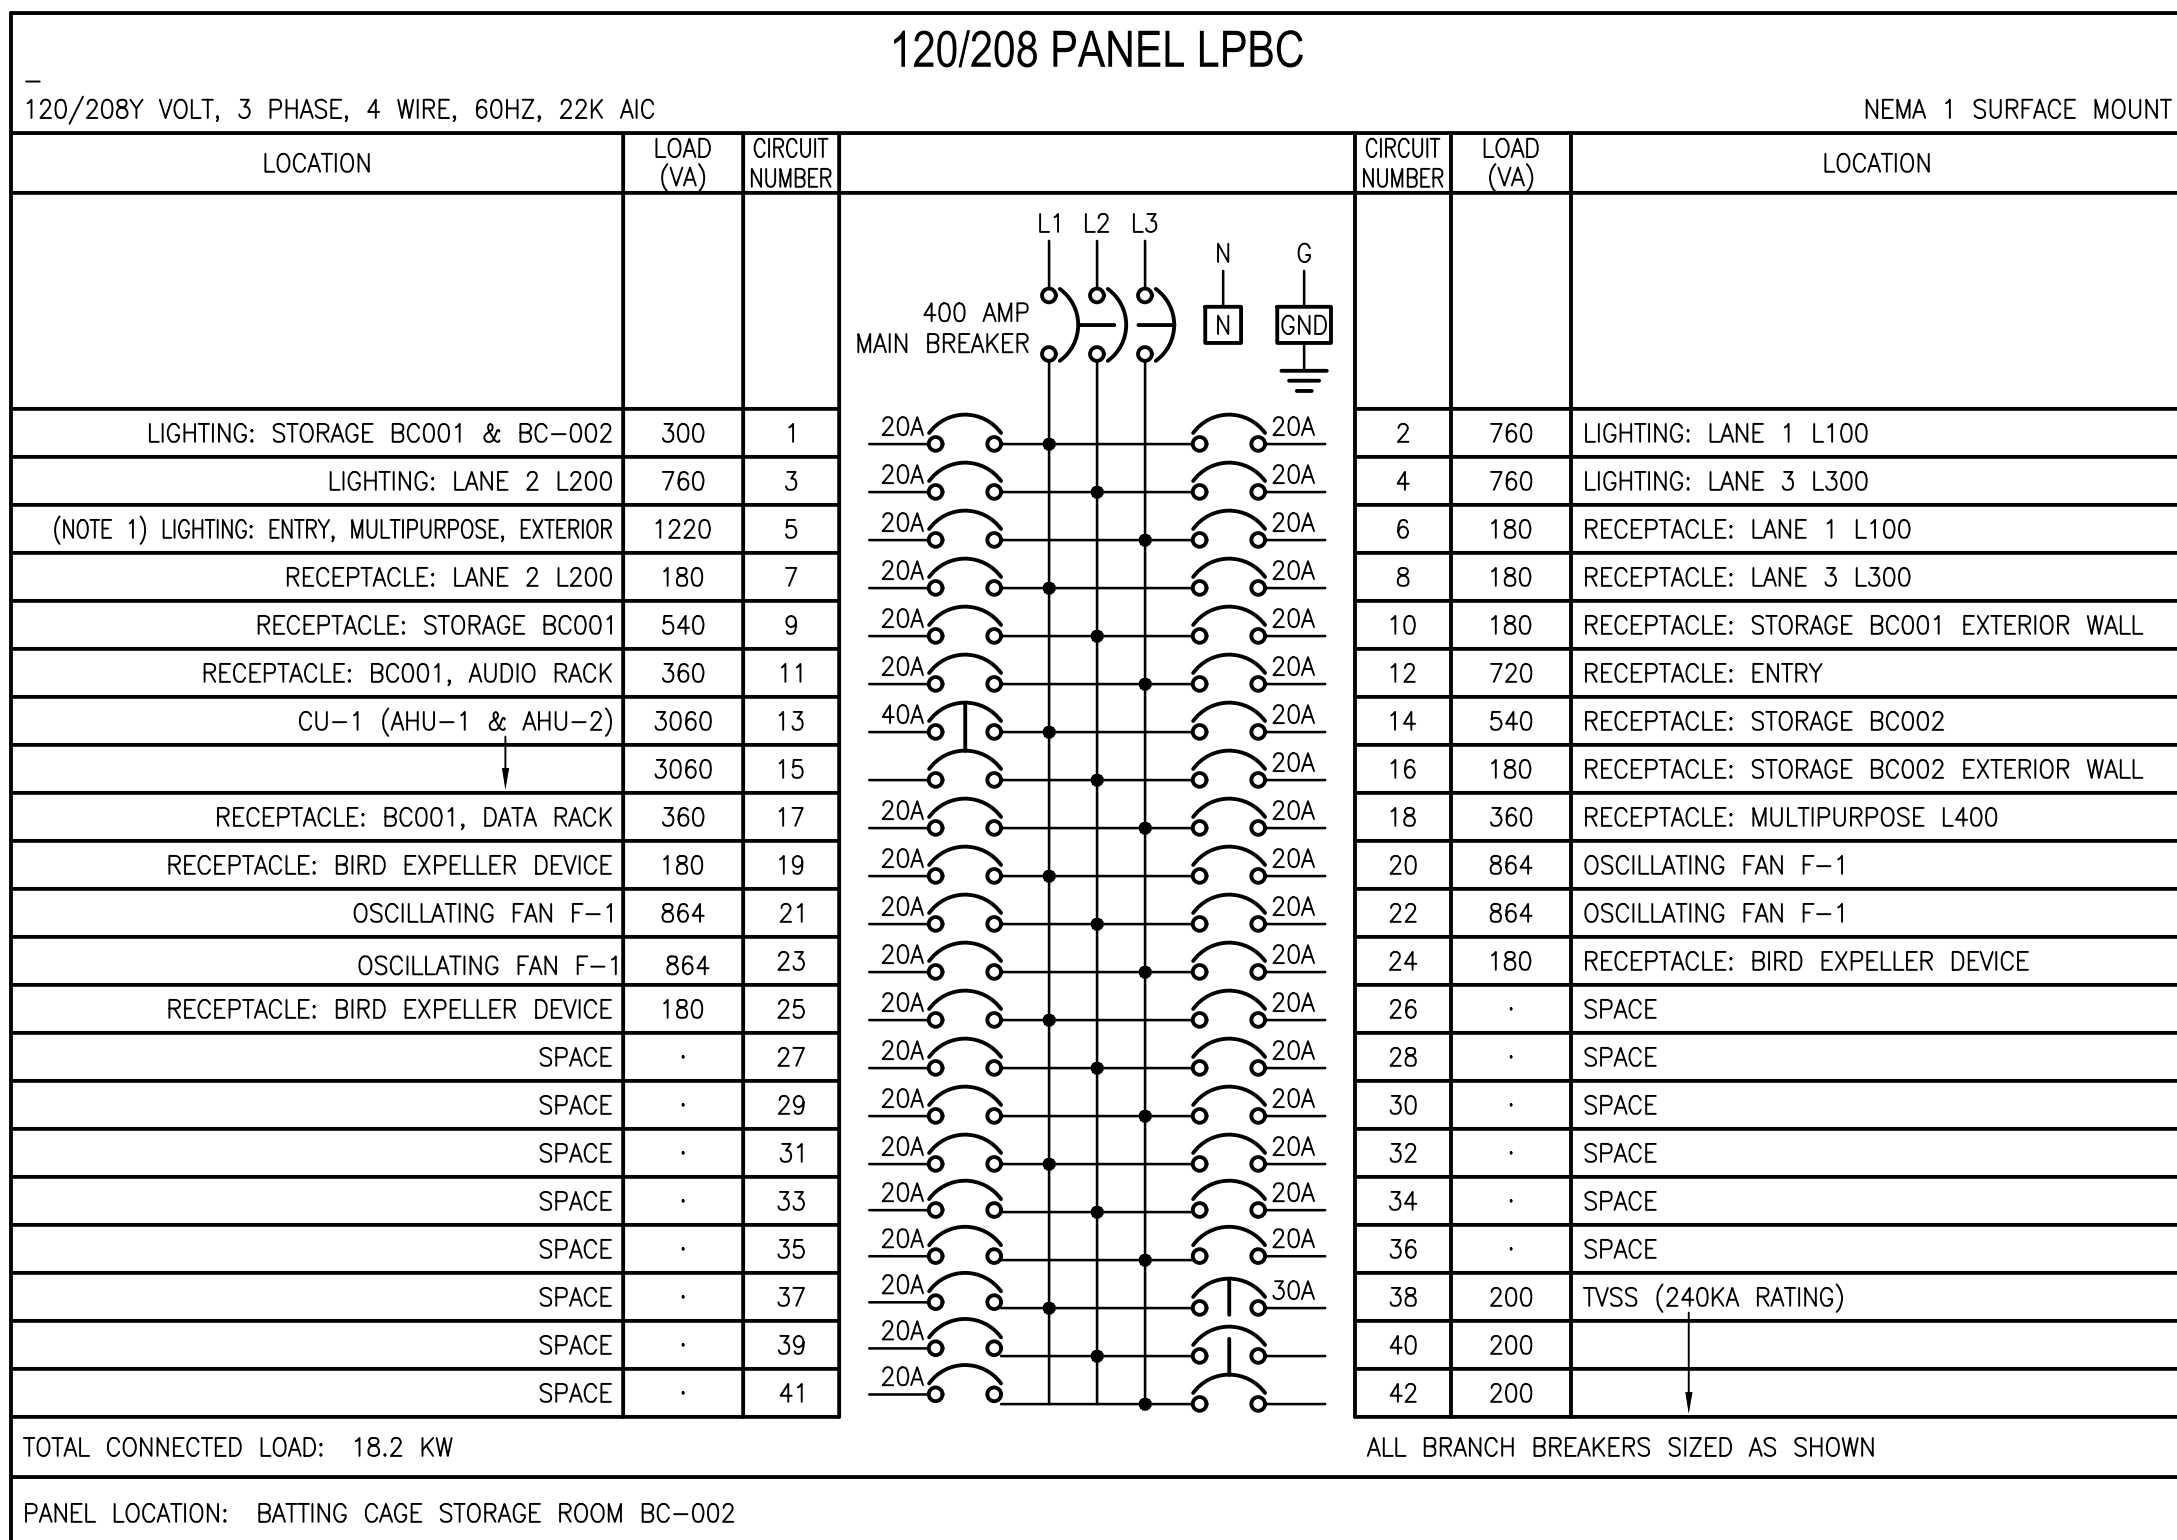 120/208 PANEL LPBC
120/208Y VOLT, 3 PHASE, 4 WIRE, 60HZ, 22K AIC NEMA 1 SURFACE MOUNT
LOCATION LOAD (VA) CIRCUIT NUMBER CIRCUIT NUMBER LOAD (VA) LOCATION
L1 L2 L3
N G
400 AMP
MAIN BREAKER
N GND
LIGHTING: STORAGE BC001 & BC-002 300 1 20A 20A 2 760 LIGHTING: LANE 1 L100
LIGHTING: LANE 2 L200 760 3 20A 20A 4 760 LIGHTING: LANE 3 L300
(NOTE 1) LIGHTING: ENTRY, MULTIPURPOSE, EXTERIOR 1220 5 20A 20A 6 180 RECEPTACLE: LANE 1 L100
RECEPTACLE: LANE 2 L200 180 7 20A 20A 8 180 RECEPTACLE: LANE 3 L300
RECEPTACLE: STORAGE BC001 540 9 20A 20A 10 180 RECEPTACLE: STORAGE BC001 EXTERIOR WALL
RECEPTACLE: BC001, AUDIO RACK 360 11 20A 20A 12 720 RECEPTACLE: ENTRY
CU-1 (AHU-1 & AHU-2) 3060 13 40A 20A 14 540 RECEPTACLE: STORAGE BC002
3060 15 20A 16 180 RECEPTACLE: STORAGE BC002 EXTERIOR WALL
RECEPTACLE: BC001, DATA RACK 360 17 20A 20A 18 360 RECEPTACLE: MULTIPURPOSE L400
RECEPTACLE: BIRD EXPELLER DEVICE 180 19 20A 20A 20 864 OSCILLATING FAN F-1
OSCILLATING FAN F-1 864 21 20A 20A 22 864 OSCILLATING FAN F-1
OSCILLATING FAN F-1 864 23 20A 20A 24 180 RECEPTACLE: BIRD EXPELLER DEVICE
RECEPTACLE: BIRD EXPELLER DEVICE 180 25 20A 20A 26 · SPACE
SPACE · 27 20A 20A 28 · SPACE
SPACE · 29 20A 20A 30 · SPACE
SPACE · 31 20A 20A 32 · SPACE
SPACE · 33 20A 20A 34 · SPACE
SPACE · 35 20A 20A 36 · SPACE
SPACE · 37 20A 30A 38 200 TVSS (240KA RATING)
SPACE · 39 20A 40 200
SPACE · 41 20A 42 200
TOTAL CONNECTED LOAD: 18.2 KW ALL BRANCH BREAKERS SIZED AS SHOWN
PANEL LOCATION: BATTING CAGE STORAGE ROOM BC-002